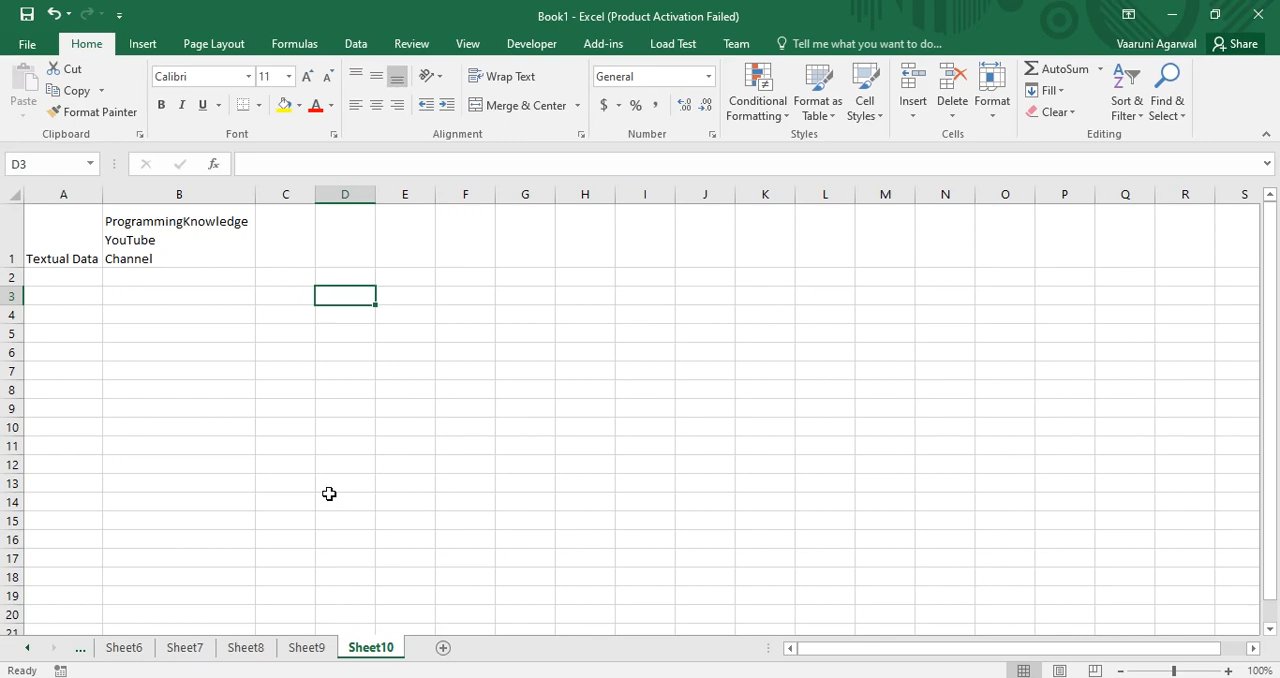 Book1 - Excel (Product Activation Failed)
File Home Insert Page Layout Formulas Data Review View Developer Add-ins Load Test Team Tell me what you want to do... Vaaruni Agarwal Share
Paste
Cut
Copy
Format Painter
Clipboard
Calibri 11
B I U A
Font
Wrap Text
Merge & Center
Alignment
General
$ % ,
Number
Conditional Formatting
Format as Table
Cell Styles
Styles
Insert Delete Format
Cells
AutoSum
Fill
Clear
Sort & Filter
Find & Select
Editing
D3 fx
A B C D E F G H I J K L M N O P Q R S
ProgrammingKnowledge
YouTube
1 Textual Data Channel
2
3
4
5
6
7
8
9
10
11
12
13
14
15
16
17
18
19
20
21
... Sheet6 Sheet7 Sheet8 Sheet9 Sheet10
Ready 100%